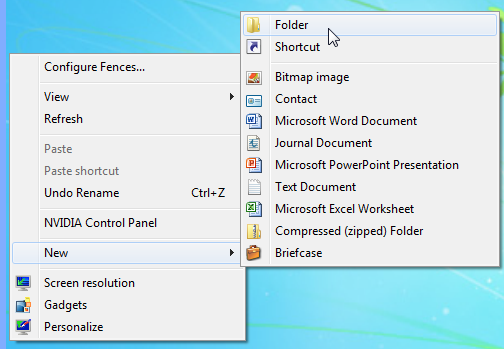 Configure Fences...
View
Refresh
Paste
Paste shortcut
Undo Rename Ctrl+Z
NVIDIA Control Panel
New
Screen resolution
Gadgets
Personalize
Folder
Shortcut
Bitmap image
Contact
Microsoft Word Document
Journal Document
Microsoft PowerPoint Presentation
Text Document
Microsoft Excel Worksheet
Compressed (zipped) Folder
Briefcase